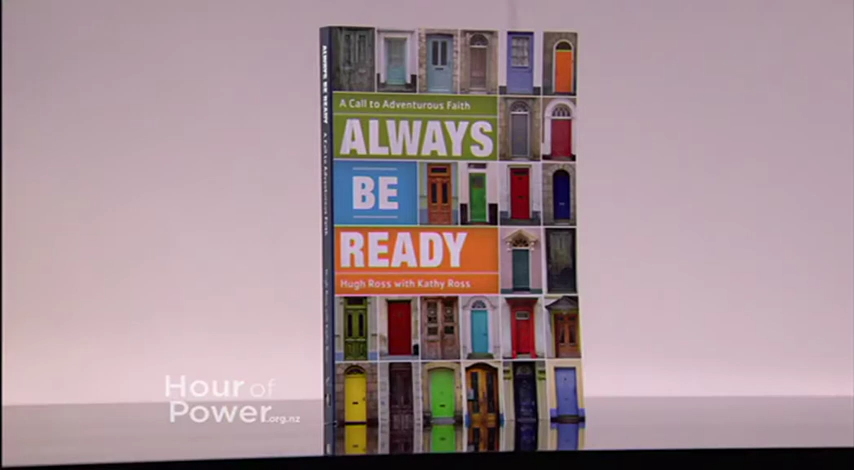 A Call to Adventurous Faith
ALWAYS
BE
READY
Hugh Ross with Kathy Ross
ALWAYS BE READY A Call to Adventurous Faith
Hour of
Power.org.nz